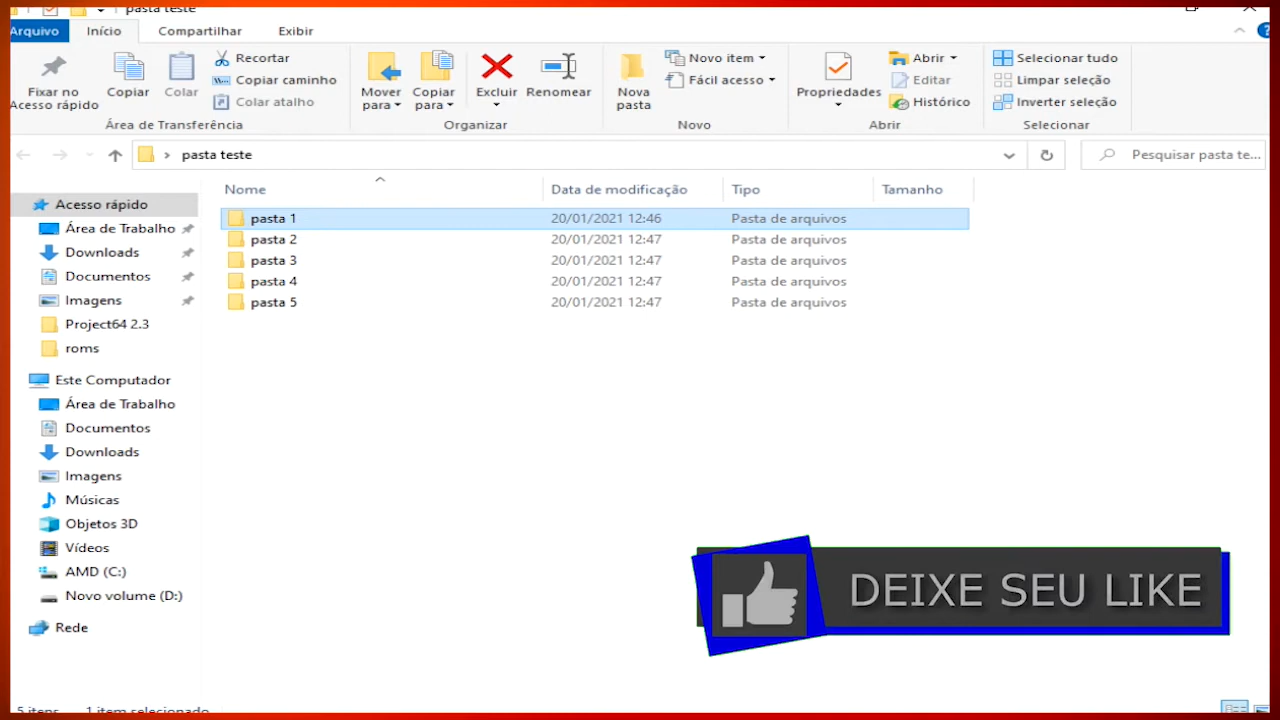 pasta teste
Arquivo Início Compartilhar Exibir
Fixar no Acesso rápido
Copiar
Colar
Recortar
Copiar caminho
Colar atalho
Área de Transferência
Mover para
Copiar para
Excluir
Renomear
Organizar
Nova pasta
Novo item
Fácil acesso
Novo
Propriedades
Abrir
Editar
Histórico
Abrir
Selecionar tudo
Limpar seleção
Inverter seleção
Selecionar
pasta teste
Pesquisar pasta te...
Nome Data de modificação Tipo Tamanho
pasta 1 20/01/2021 12:46 Pasta de arquivos
pasta 2 20/01/2021 12:47 Pasta de arquivos
pasta 3 20/01/2021 12:47 Pasta de arquivos
pasta 4 20/01/2021 12:47 Pasta de arquivos
pasta 5 20/01/2021 12:47 Pasta de arquivos
Acesso rápido
Área de Trabalho
Downloads
Documentos
Imagens
Project64 2.3
roms
Este Computador
Área de Trabalho
Documentos
Downloads
Imagens
Músicas
Objetos 3D
Vídeos
AMD (C:)
Novo volume (D:)
Rede
DEIXE SEU LIKE
5 itens 1 item selecionado